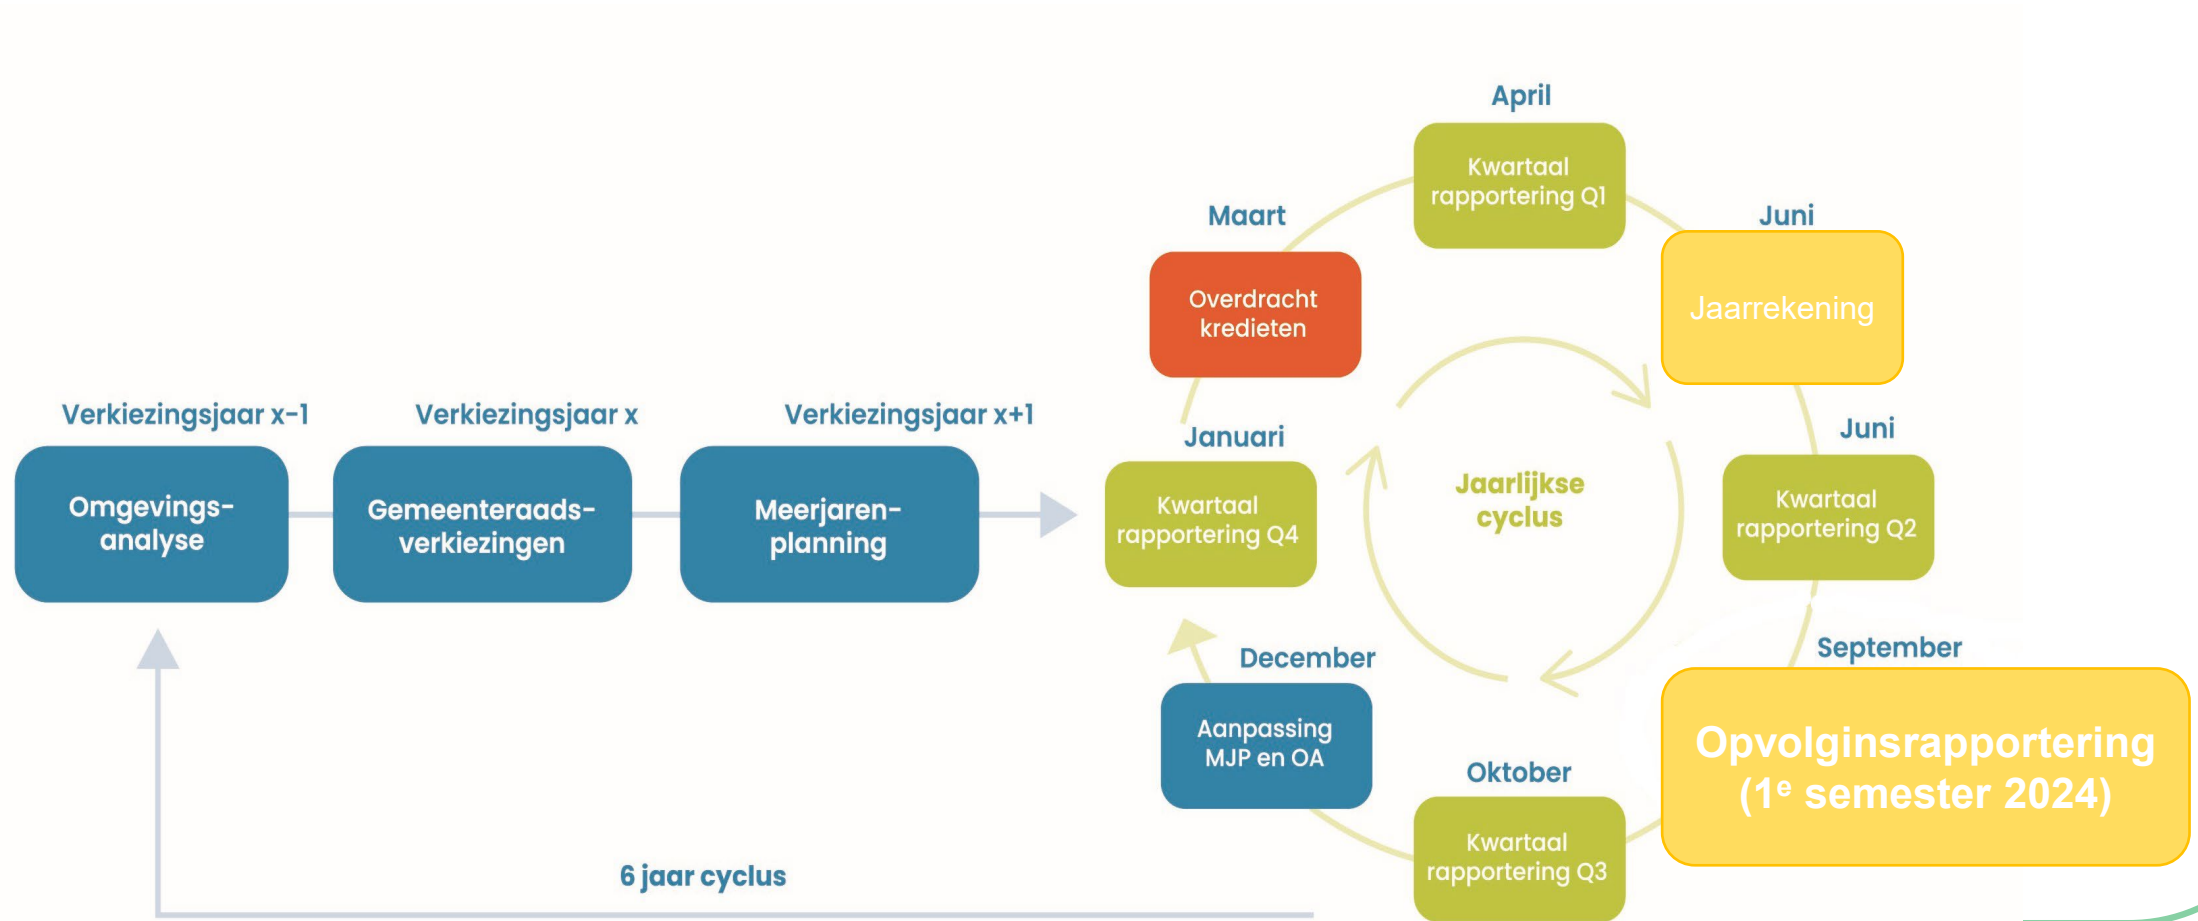 Verkiezingsjaar x-1
Omgevings-
analyse
Verkiezingsjaar x
Gemeenteraads-
verkiezingen
Verkiezingsjaar x+1
Meerjaren-
planning
6 jaar cyclus
Jaarlijkse
cyclus
Januari
Kwartaal
rapportering Q4
Maart
Overdracht
kredieten
April
Kwartaal
rapportering Q1
Juni
Jaarrekening
Juni
Kwartaal
rapportering Q2
September
Opvolginsrapportering
(1e semester 2024)
Oktober
Kwartaal
rapportering Q3
December
Aanpassing
MJP en OA